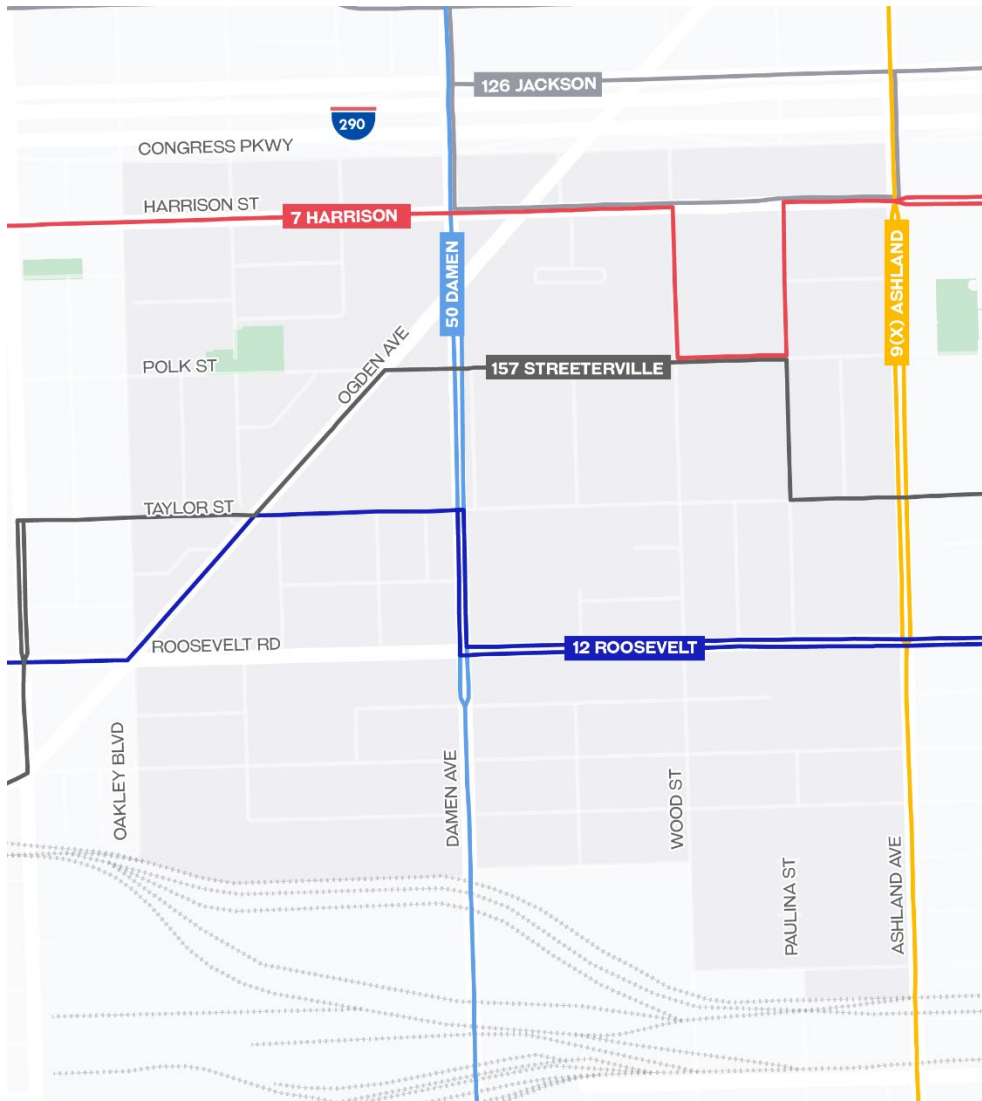 126 JACKSON
290
CONGRESS PKWY
HARRISON ST
7 HARRISON
50 DAMEN
9(X) ASHLAND
POLK ST
OGDEN AVE
157 STREETERVILLE
TAYLOR ST
ROOSEVELT RD
12 ROOSEVELT
OAKLEY BLVD
DAMEN AVE
WOOD ST
PAULINA ST
ASHLAND AVE